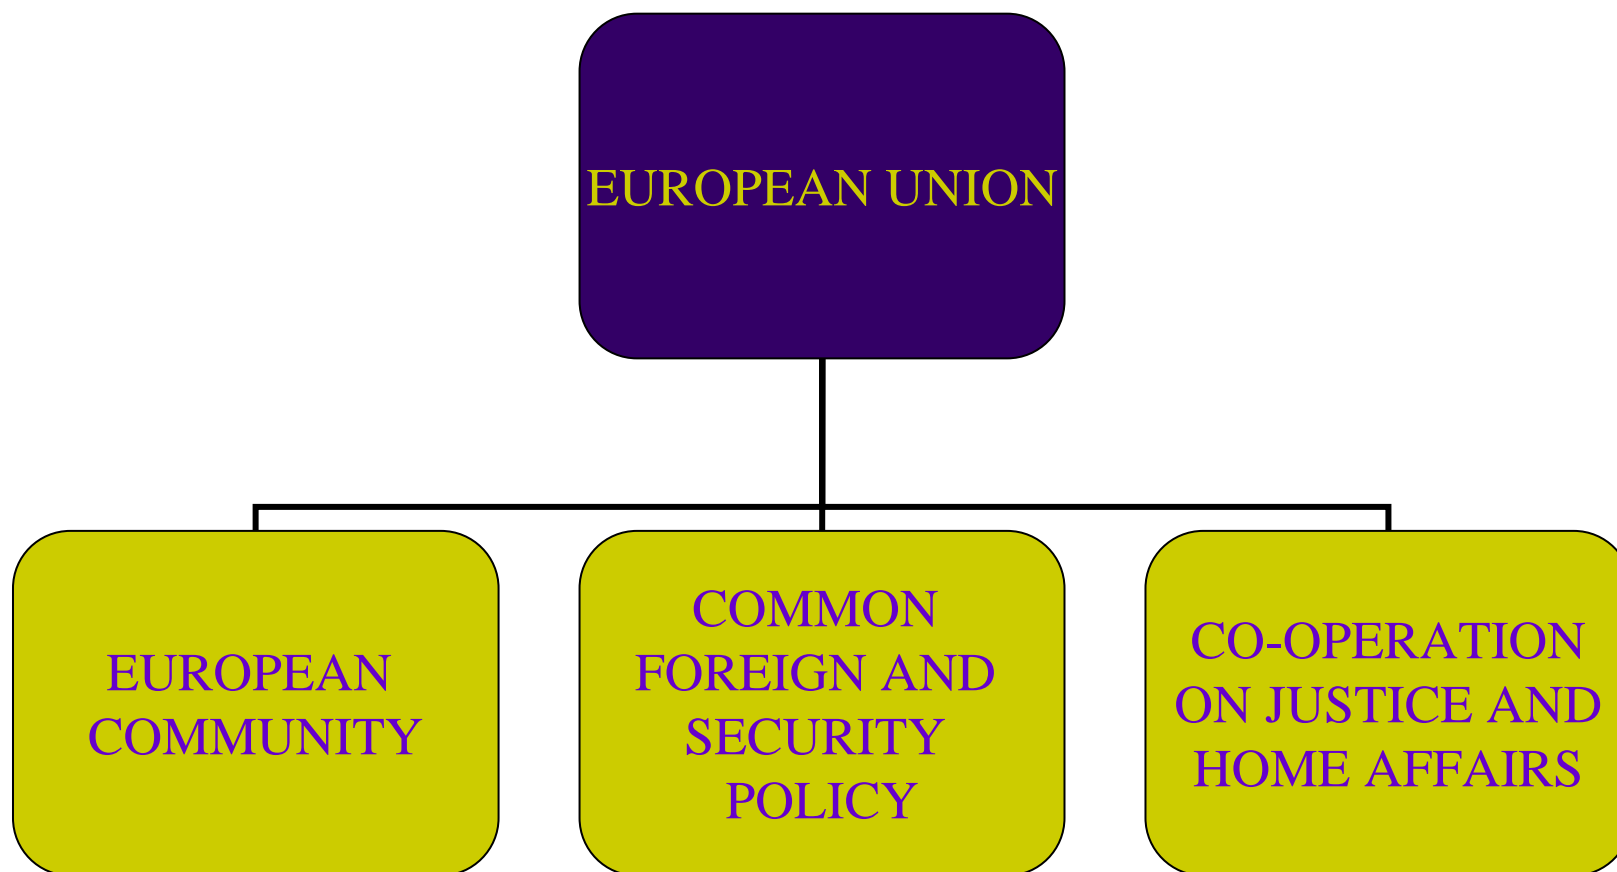 EUROPEAN UNION
EUROPEAN
COMMUNITY
COMMON
FOREIGN AND
SECURITY
POLICY
CO-OPERATION
ON JUSTICE AND
HOME AFFAIRS